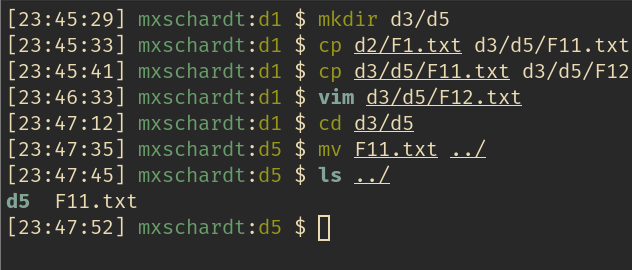 [23:45:29] mxschardt:d1 $ mkdir d3/d5
[23:45:33] mxschardt:d1 $ cp d2/F1.txt d3/d5/F11.txt
[23:45:41] mxschardt:d1 $ cp d3/d5/F11.txt d3/d5/F12
[23:46:33] mxschardt:d1 $ vim d3/d5/F12.txt
[23:47:12] mxschardt:d1 $ cd d3/d5
[23:47:35] mxschardt:d5 $ mv F11.txt ../
[23:47:45] mxschardt:d5 $ ls ../
d5  F11.txt
[23:47:52] mxschardt:d5 $